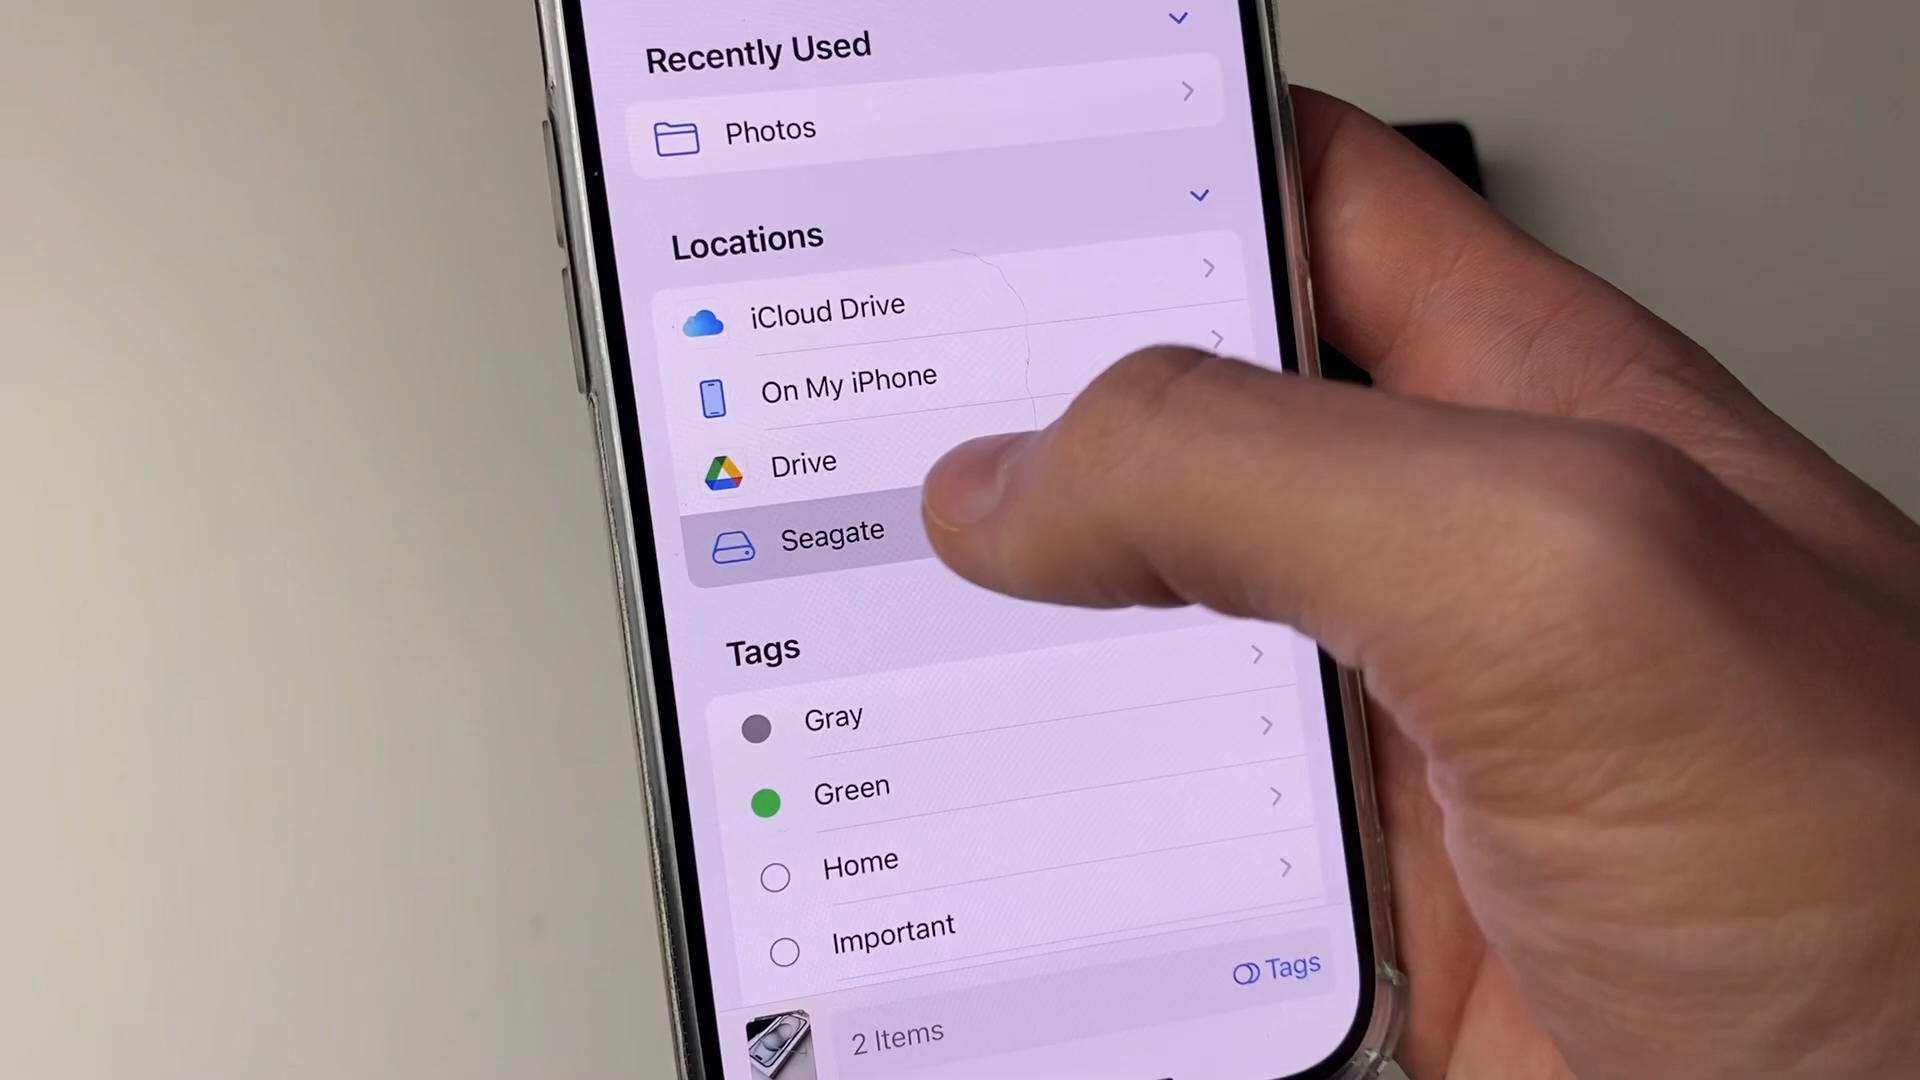 Recently Used
Photos
Locations
iCloud Drive
On My iPhone
Drive
Seagate
Tags
Gray
Green
Home
Important
Tags
2 Items